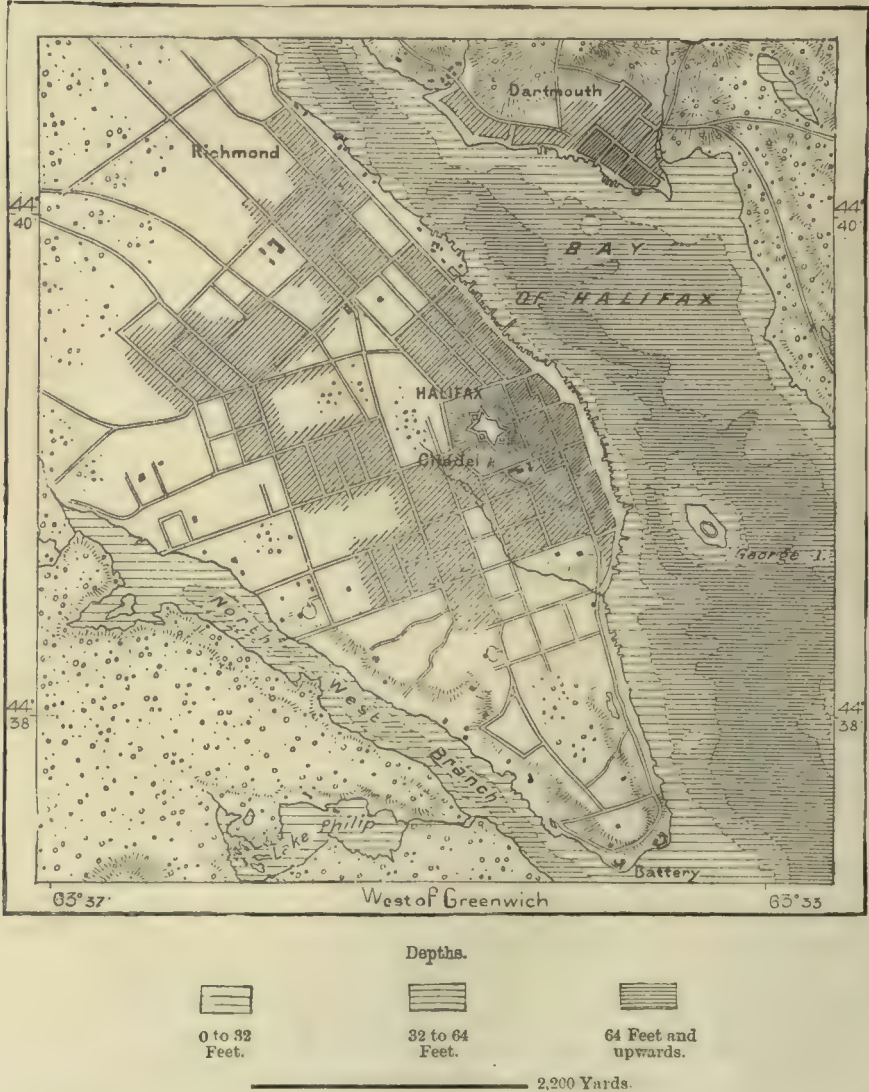 Dartmouth
Richmond
44°
40'
44°
40'
BAY
OF HALIFAX
HALIFAX
Citadel
George I.
North
West
Branch
44°
38'
44°
38'
Lake Philip
Battery
63°37'
West of Greenwich
63°33
Depths.
0 to 32
Feet.
32 to 64
Feet.
64 Feet and
upwards.
2,200 Yards.